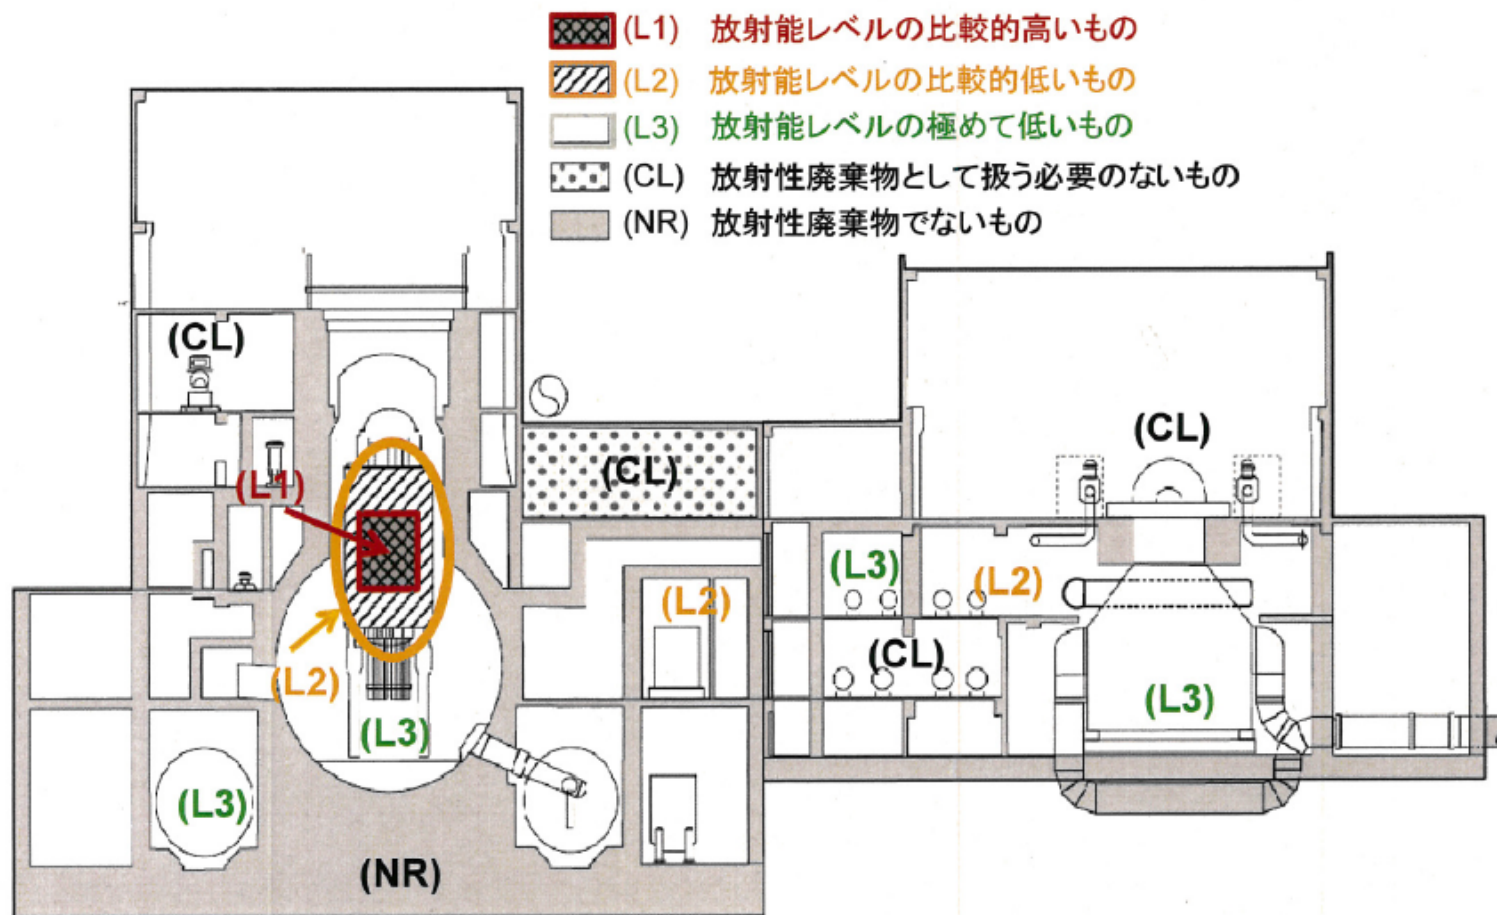 (L1) 放射能レベルの比較的高いもの
(L2) 放射能レベルの比較的低いもの
(L3) 放射能レベルの極めて低いもの
(CL) 放射性廃棄物として扱う必要のないもの
(NR) 放射性廃棄物でないもの
(CL)
(L1)
(CL)
(CL)
(L3)
(L2)
(L2)
(L2)
(CL)
(L3)
(L3)
(L3)
(NR)